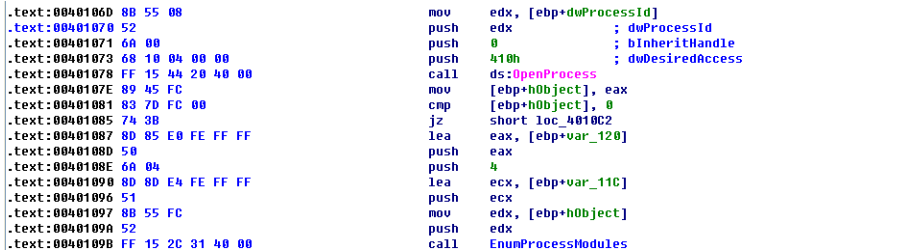 .text:0040106D 8B 55 08 mov edx, [ebp+dwProcessId]
.text:00401070 52 push edx ; dwProcessId
.text:00401071 6A 00 push 0 ; bInheritHandle
.text:00401073 68 10 04 00 00 push 410h ; dwDesiredAccess
.text:00401078 FF 15 44 20 40 00 call ds:OpenProcess
.text:0040107E 89 45 FC mov [ebp+hObject], eax
.text:00401081 83 7D FC 00 cmp [ebp+hObject], 0
.text:00401085 74 3B jz short loc_4010C2
.text:00401087 8D 85 E0 FE FF FF lea eax, [ebp+var_120]
.text:0040108D 50 push eax
.text:0040108E 6A 04 push 4
.text:00401090 8D 8D E4 FE FF FF lea ecx, [ebp+var_11C]
.text:00401096 51 push ecx
.text:00401097 8B 55 FC mov edx, [ebp+hObject]
.text:0040109A 52 push edx
.text:0040109B FF 15 2C 31 40 00 call EnumProcessModules